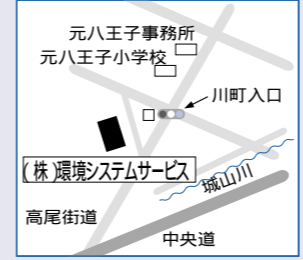 元八王子事務所
元八王子小学校
川町入口
(株)環境システムサービス
城山川
高尾街道
中央道